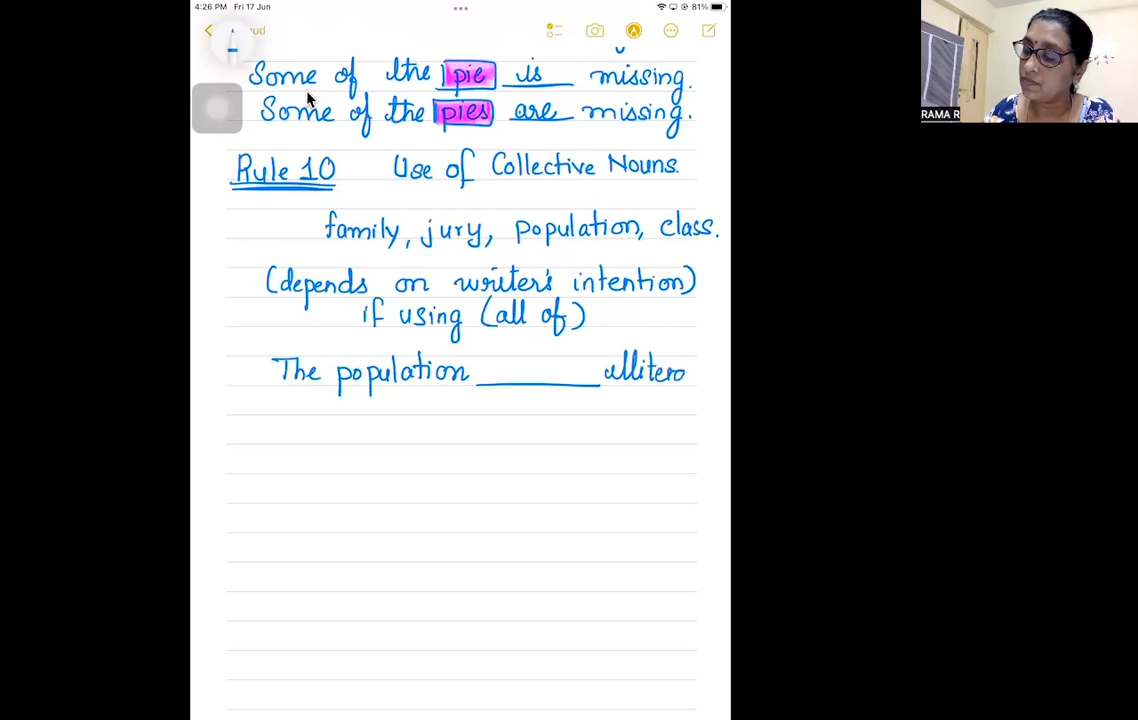 4:26 PM Fri 17 Jun
81%
Some of the pie is missing.
Some of the pies are missing.
RAMA R
Rule 10 Use of Collective Nouns.
family, jury, population, class.
(depends on writer's intention)
if using (all of)
The population ______